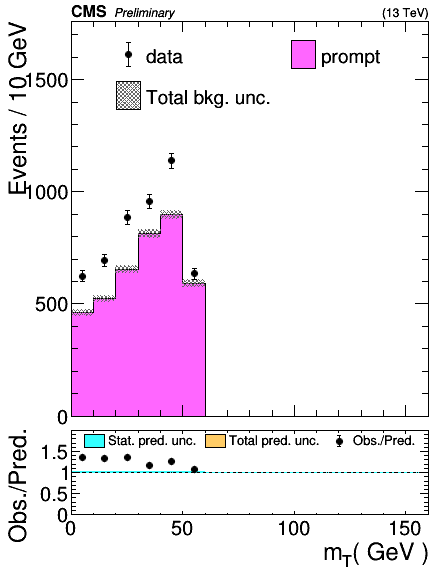 CMS Preliminary (13 TeV)
Events / 10 GeV
data prompt
Total bkg. unc.
1500
1000
500
0
Stat. pred. unc. Total pred. unc. Obs./Pred.
Obs./Pred.
1.5
1
0.5
0
0 50 100 150
m_T( GeV )